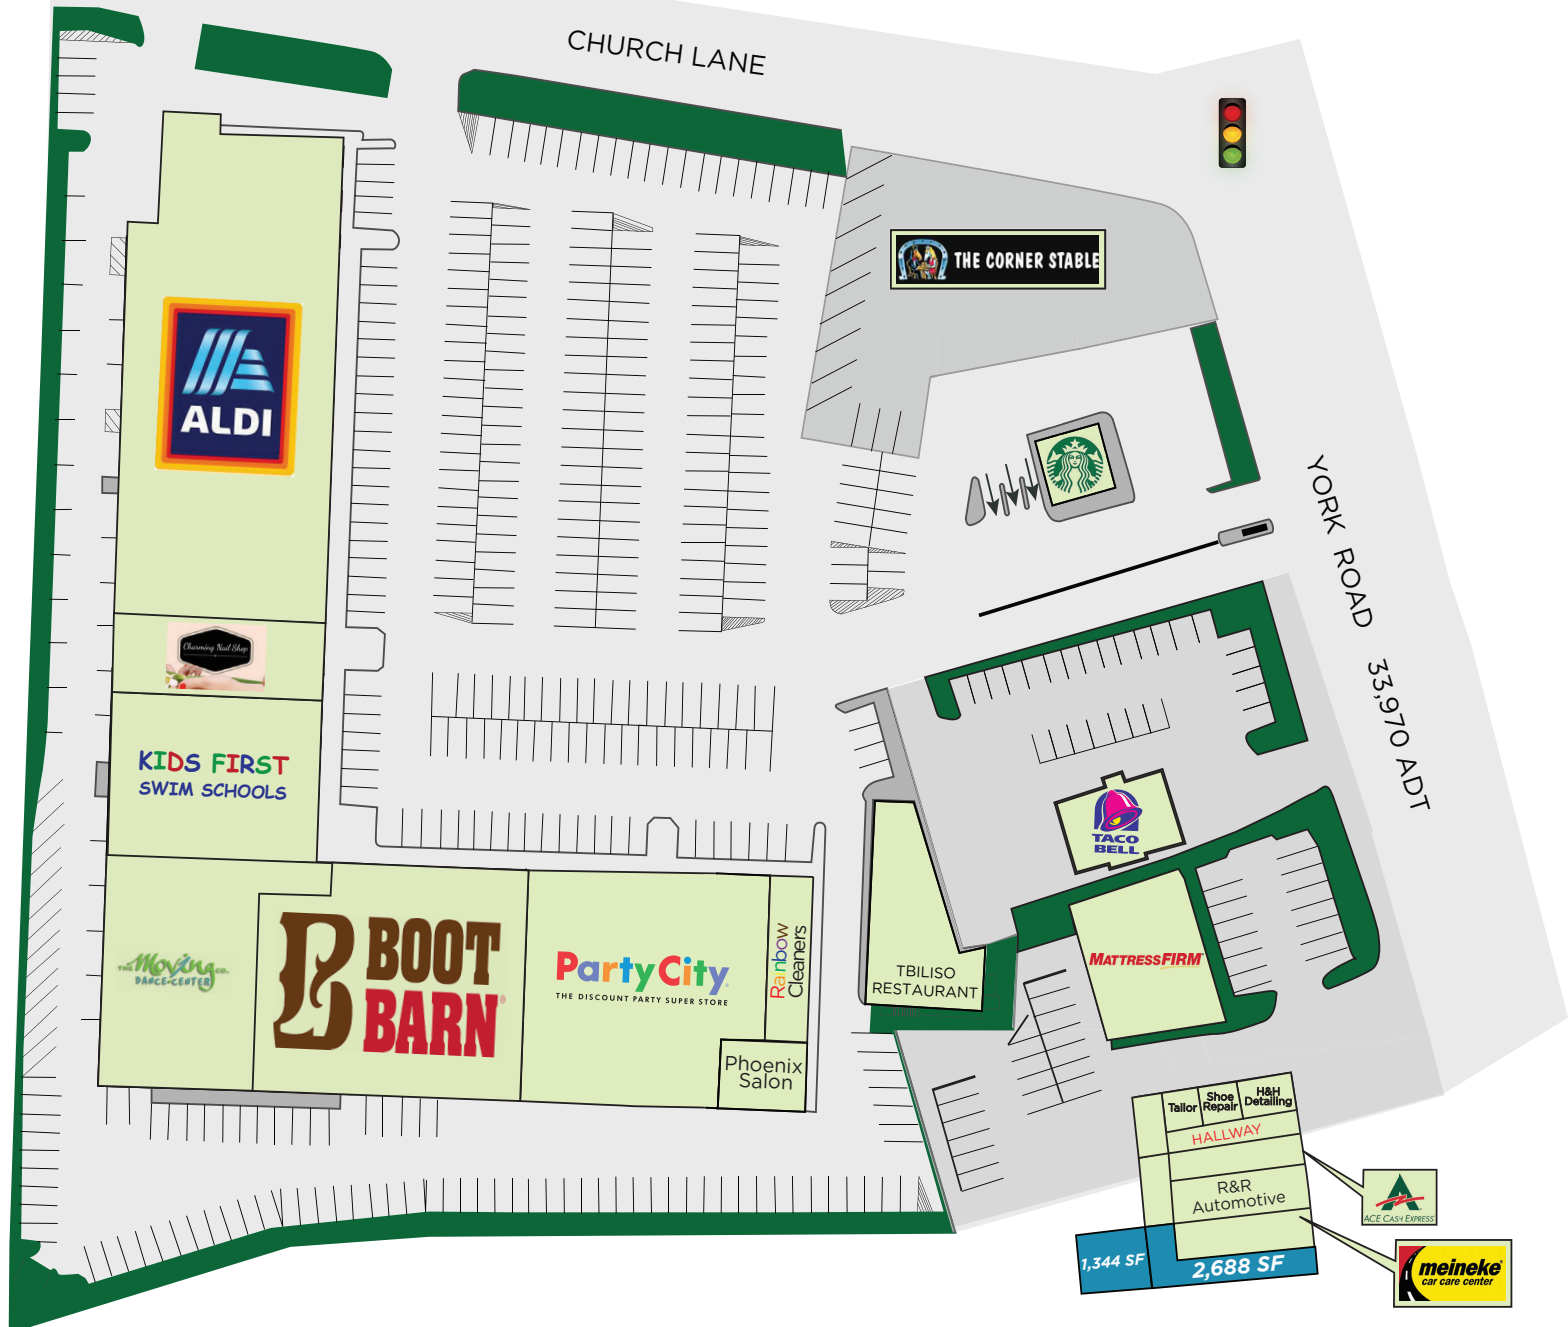 CHURCH LANE
THE CORNER STABLE
ALDI
YORK ROAD 33,970 ADT
Charming Nail Shop
KIDS FIRST
SWIM SCHOOLS
TACO
BELL
THE Moving CO.
DANCE CENTER
BOOT
BARN
PartyCity
THE DISCOUNT PARTY SUPER STORE
Rainbow
Cleaners
Phoenix
Salon
TBILISO
RESTAURANT
MATTRESSFIRM
Tailor
Shoe
Repair
H&H
Detailing
HALLWAY
R&R
Automotive
ACE CASH EXPRESS
1,344 SF
2,688 SF
meineke
car care center